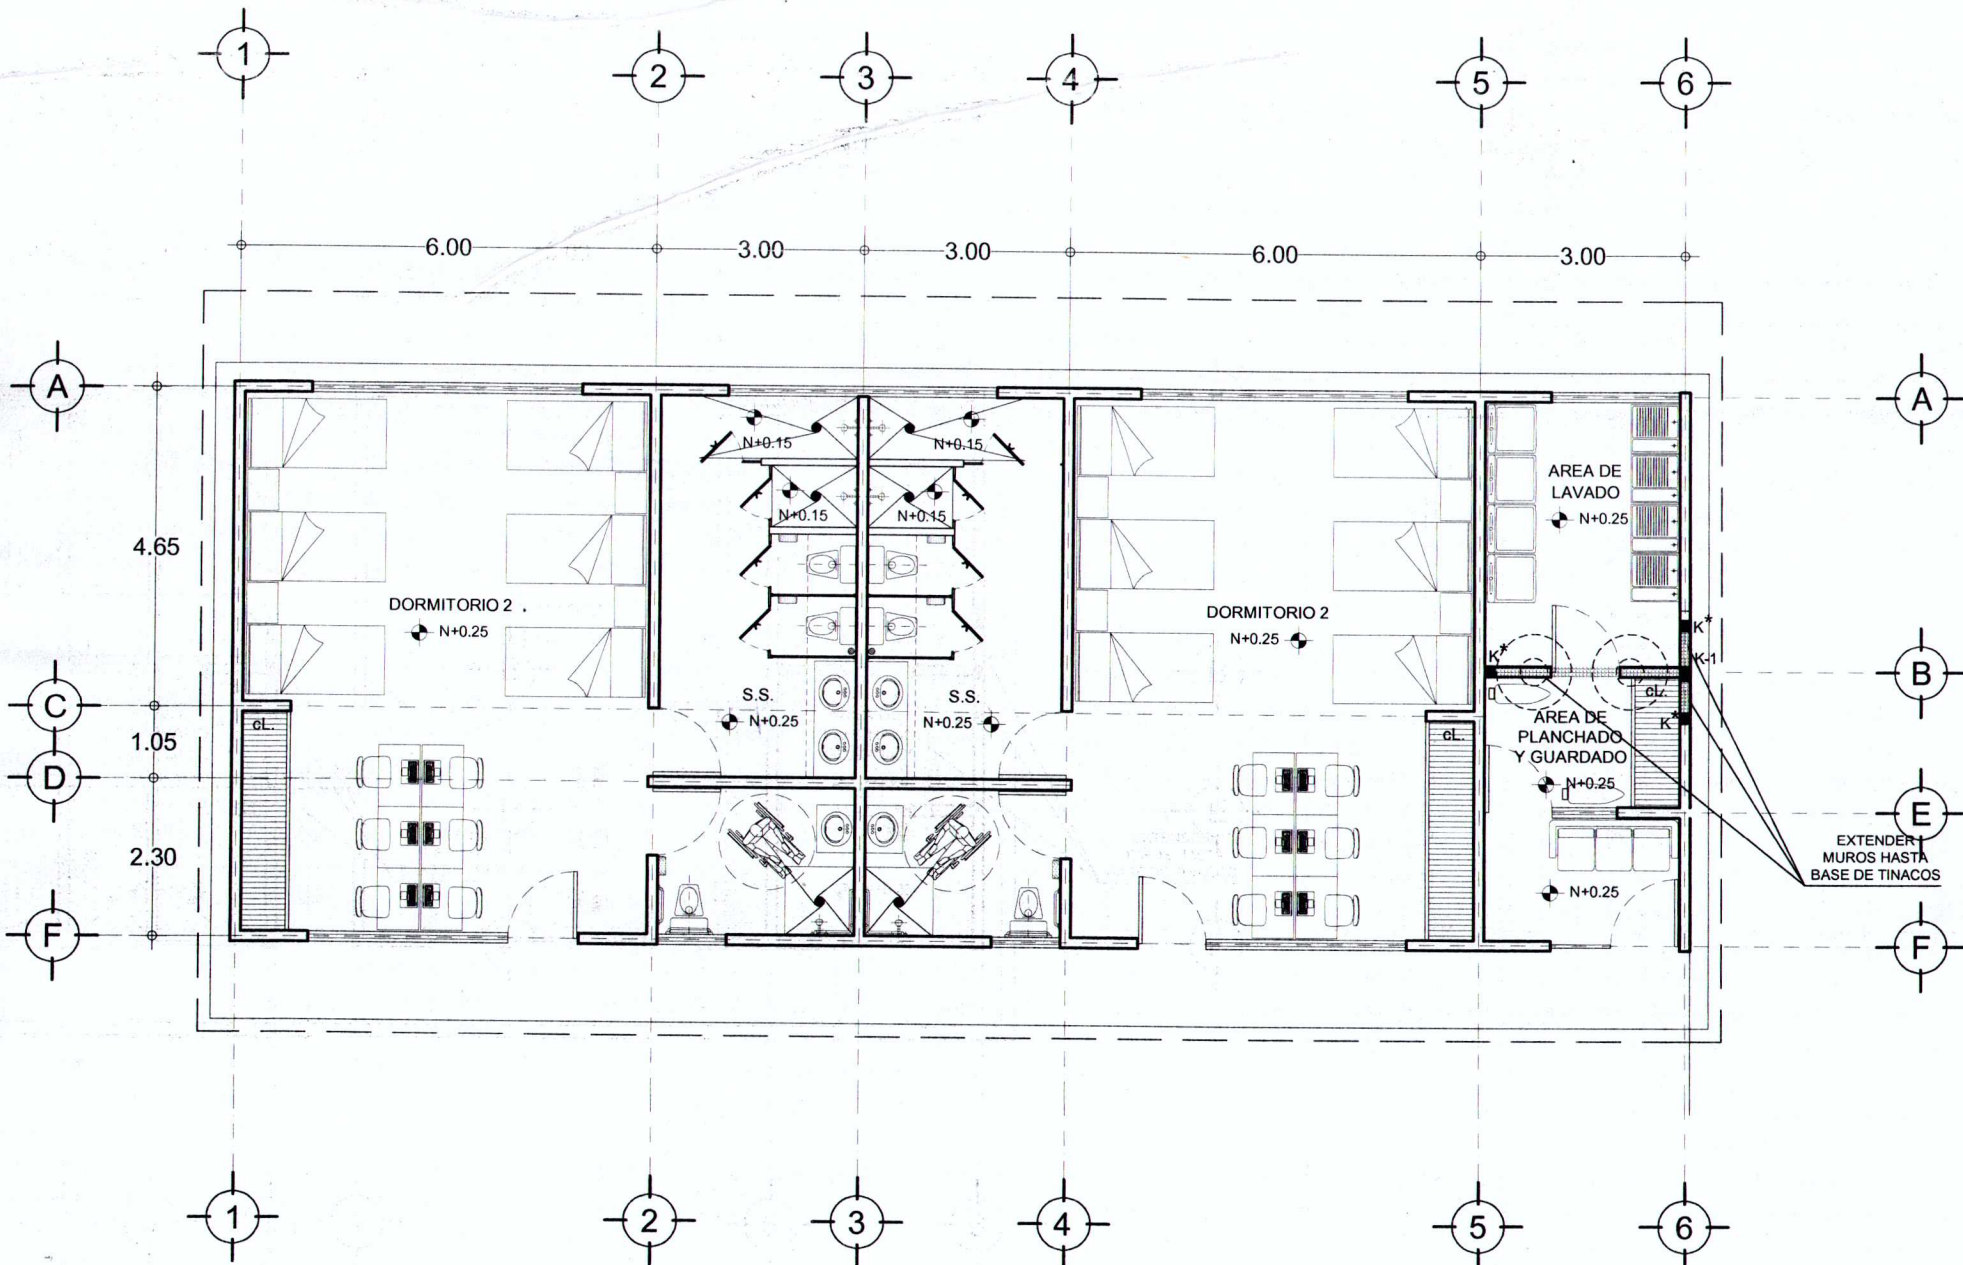 1
2
3
4
5
6
6.00
3.00
3.00
6.00
3.00
A
A
N+0.15
N+0.15
AREA DE
LAVADO
N+0.25
N+0.15
N+0.15
4.65
DORMITORIO 2
N+0.25
DORMITORIO 2
N+0.25
K*
K*
K-1
B
C
cL.
S.S.
N+0.25
S.S.
N+0.25
cL.
cL.
AREA DE
PLANCHADO
Y GUARDADO
N+0.25
K*
1.05
D
E
2.30
EXTENDER
MUROS HASTA
BASE DE TINACOS
N+0.25
F
F
1
2
3
4
5
6